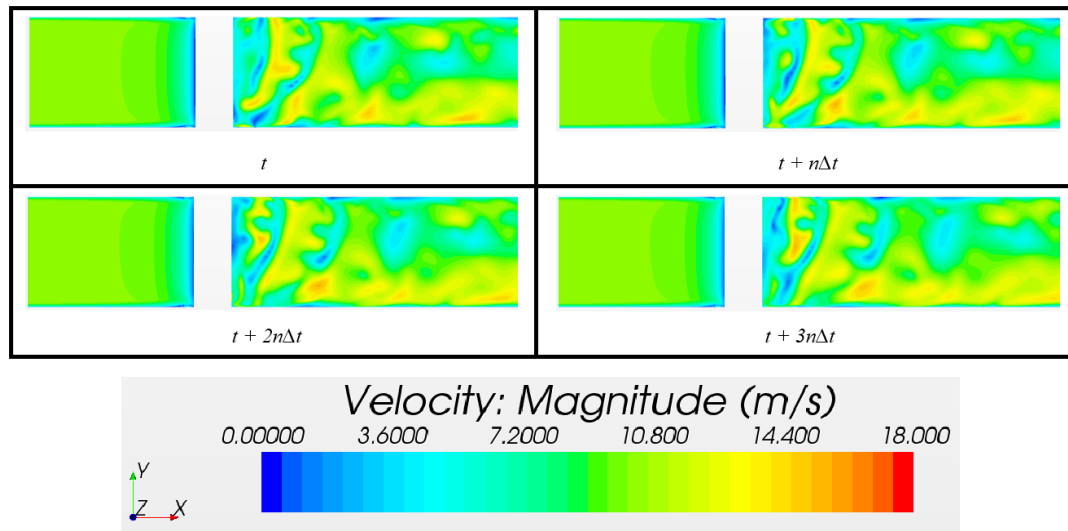 t
t + nΔt
t + 2nΔt
t + 3nΔt
Velocity: Magnitude (m/s)
0.00000 3.6000 7.2000 10.800 14.400 18.000
Y
Z X